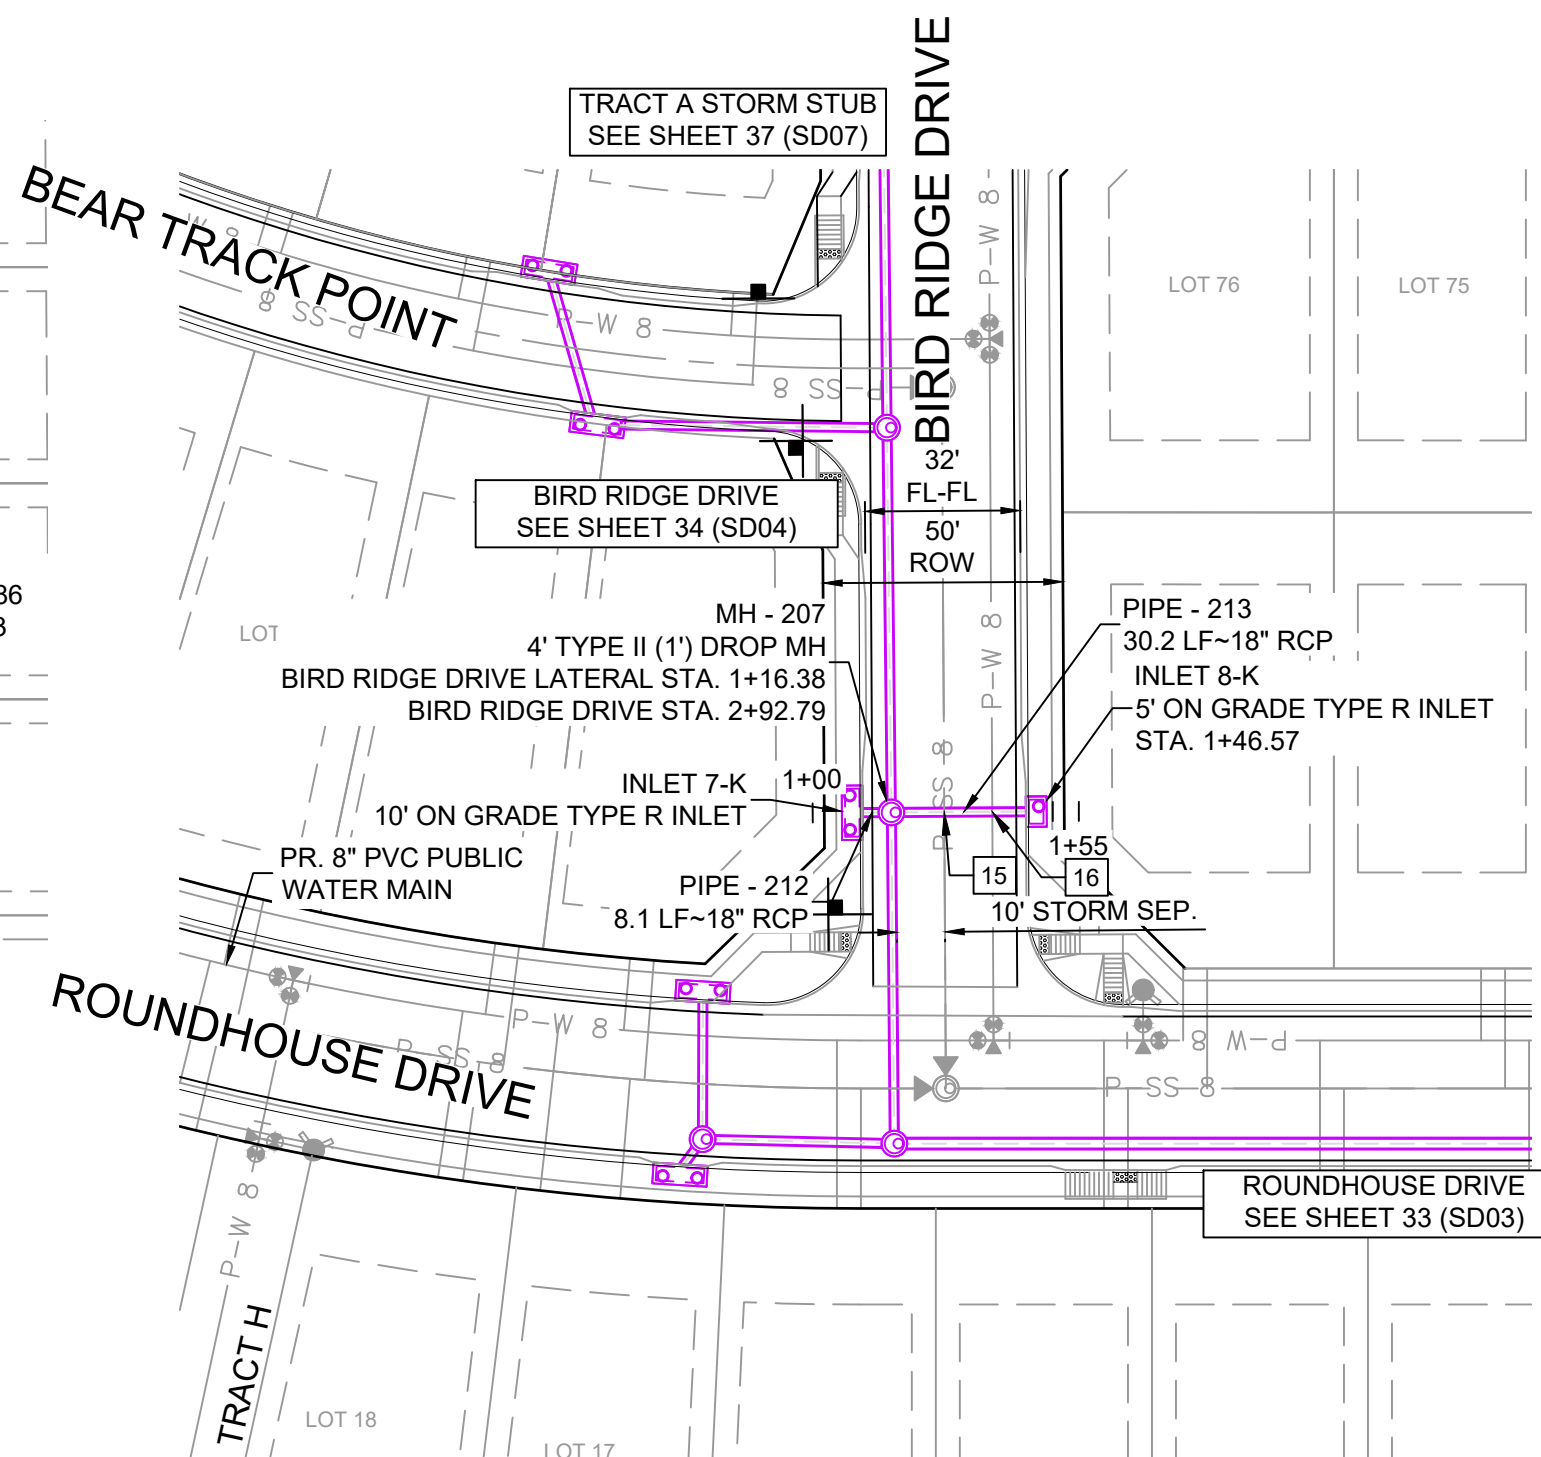 BIRD RIDGE DRIVE
TRACT A STORM STUB
SEE SHEET 37 (SD07)
BEAR TRACK POINT
W 8
P-SS 8
P-W 8
P-SS 8
P-W 8
LOT 76
LOT 75
32'
FL-FL
50'
ROW
BIRD RIDGE DRIVE
SEE SHEET 34 (SD04)
36
3
LOT
MH - 207
4' TYPE II (1') DROP MH
BIRD RIDGE DRIVE LATERAL STA. 1+16.38
BIRD RIDGE DRIVE STA. 2+92.79
P-W 8
PIPE - 213
30.2 LF~18" RCP
INLET 8-K
5' ON GRADE TYPE R INLET
STA. 1+46.57
INLET 7-K
10' ON GRADE TYPE R INLET
1+00
P SS 8
1+55
15
16
PR. 8" PVC PUBLIC
WATER MAIN
PIPE - 212
8.1 LF~18" RCP
10' STORM SEP.
ROUNDHOUSE DRIVE
P-W 8
P SS 8
P-W 8
P SS 8
ROUNDHOUSE DRIVE
SEE SHEET 33 (SD03)
P-W 8
TRACT H
LOT 18
LOT 17